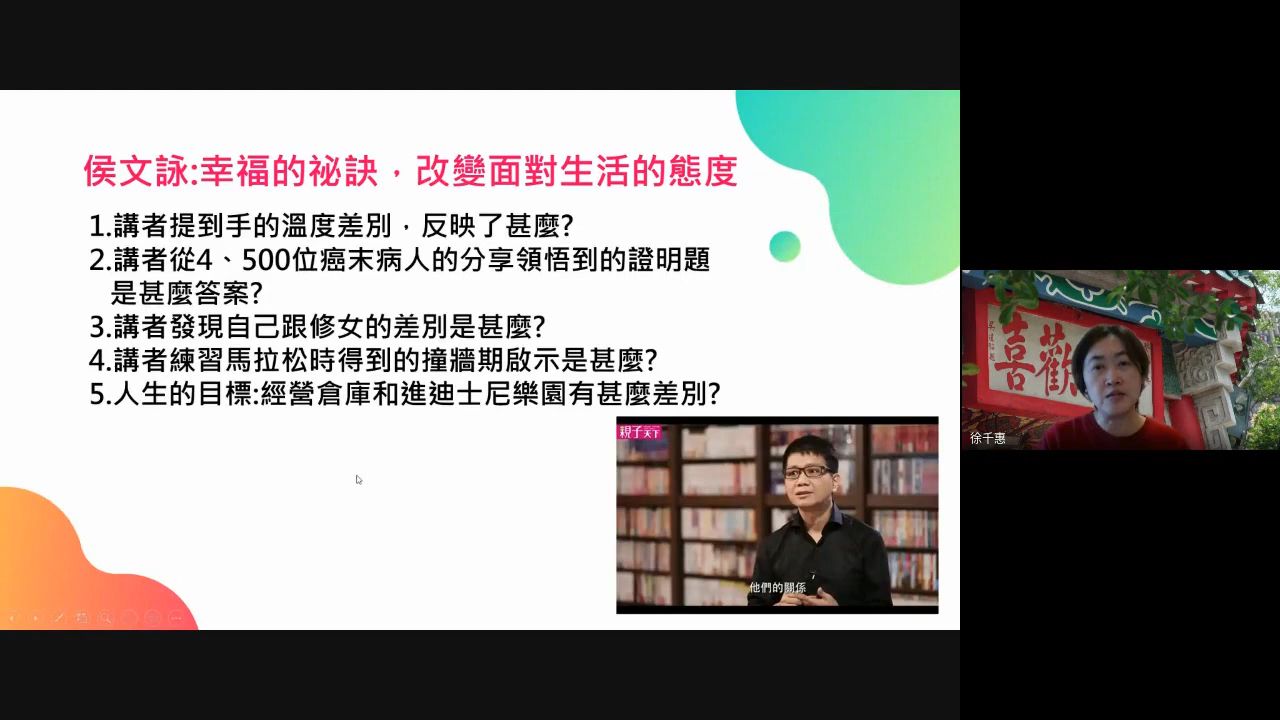 侯文詠:幸福的祕訣，改變面對生活的態度
1.講者提到手的溫度差別，反映了甚麼?
2.講者從4、500位癌末病人的分享領悟到的證明題
是甚麼答案?
3.講者發現自己跟修女的差別是甚麼?
4.講者練習馬拉松時得到的撞牆期啟示是甚麼?
5.人生的目標:經營倉庫和進迪士尼樂園有甚麼差別?
親子天下
他們的關係
喜歡
徐千惠